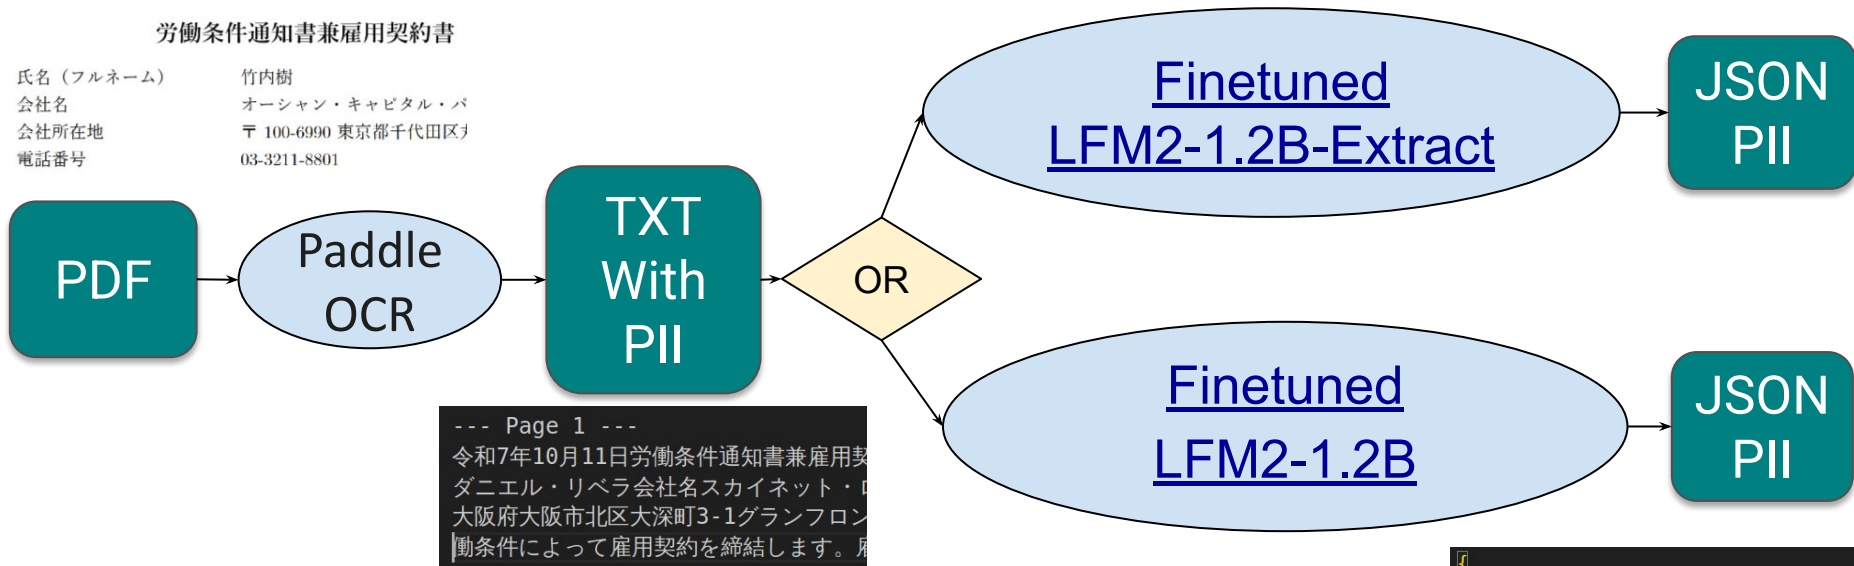 労働条件通知書兼雇用契約書
氏名（フルネーム） 竹内樹
会社名 オーシャン・キャピタル・パ
会社所在地 〒 100-6990 東京都千代田区
電話番号 03-3211-8801
PDF
Paddle
OCR
TXT
With
PII
OR
Finetuned
LFM2-1.2B-Extract
JSON
PII
Finetuned
LFM2-1.2B
JSON
PII
--- Page 1 ---
令和7年10月11日労働条件通知書兼雇用契
ダニエル・リベラ会社名スカイネット・ロ
大阪府大阪市北区大深町3-1グランフロン
働条件によって雇用契約を締結します。雇
{